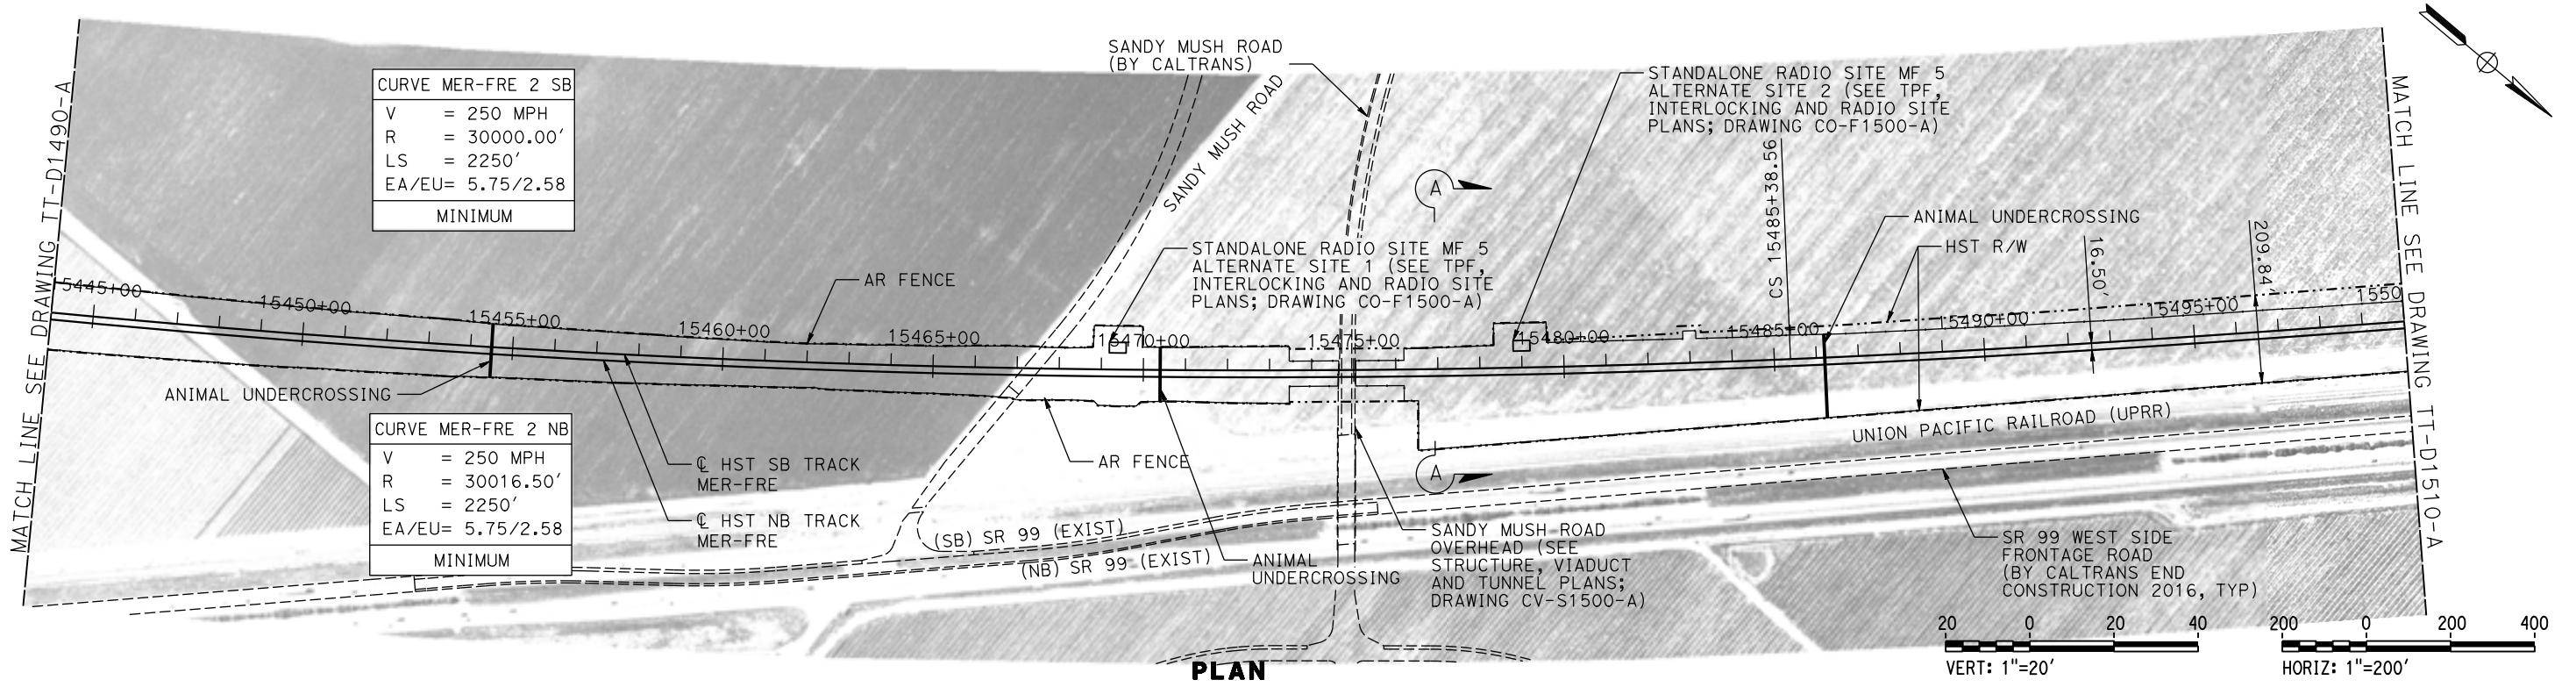 MATCH LINE SEE DRAWING TT-D1490-A
CURVE MER-FRE 2 SB
V = 250 MPH
R = 30000.00'
LS = 2250'
EA/EU= 5.75/2.58
MINIMUM
SANDY MUSH ROAD
(BY CALTRANS)
SANDY MUSH ROAD
STANDALONE RADIO SITE MF 5
ALTERNATE SITE 2 (SEE TPF,
INTERLOCKING AND RADIO SITE
PLANS; DRAWING CO-F1500-A)
A
CS 15485+38.56
ANIMAL UNDERCROSSING
HST R/W
16.50'
209.84'
MATCH LINE SEE DRAWING TT-D1510-A
STANDALONE RADIO SITE MF 5
ALTERNATE SITE 1 (SEE TPF,
INTERLOCKING AND RADIO SITE
PLANS; DRAWING CO-F1500-A)
AR FENCE
5445+00
15450+00
15455+00
15460+00
15465+00
15470+00
15475+00
15480+00
15485+00
15490+00
15495+00
1550
ANIMAL UNDERCROSSING
CURVE MER-FRE 2 NB
V = 250 MPH
R = 30016.50'
LS = 2250'
EA/EU= 5.75/2.58
MINIMUM
℄ HST SB TRACK
MER-FRE
℄ HST NB TRACK
MER-FRE
AR FENCE
A
UNION PACIFIC RAILROAD (UPRR)
(SB) SR 99 (EXIST)
(NB) SR 99 (EXIST)
ANIMAL
UNDERCROSSING
SANDY MUSH ROAD
OVERHEAD (SEE
STRUCTURE, VIADUCT
AND TUNNEL PLANS;
DRAWING CV-S1500-A)
SR 99 WEST SIDE
FRONTAGE ROAD
(BY CALTRANS END
CONSTRUCTION 2016, TYP)
PLAN
20 0 20 40
VERT: 1"=20'
200 0 200 400
HORIZ: 1"=200'